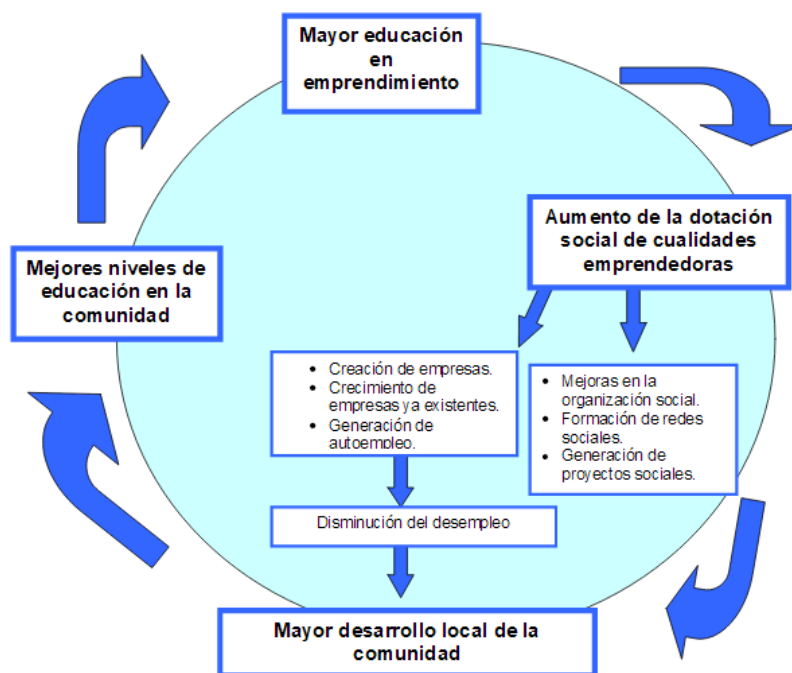 Mayor educación
en
emprendimiento
Aumento de la dotación
social de cualidades
emprendedoras
Mejores niveles de
educación en la
comunidad
• Creación de empresas.
• Crecimiento de
empresas ya existentes.
• Generación de
autoempleo.
• Mejoras en la
organización social.
• Formación de redes
sociales.
• Generación de
proyectos sociales.
Disminución del desempleo
Mayor desarrollo local de la
comunidad